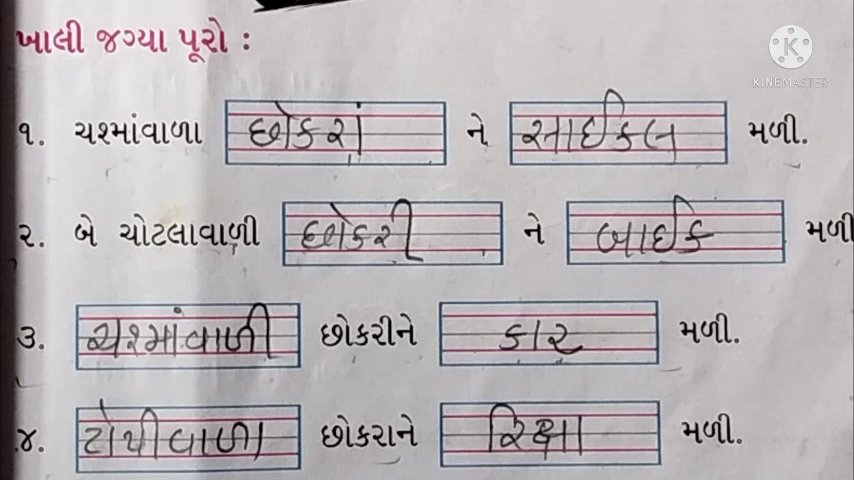 ખાલી જગ્યા પૂરો :
KINEMASTER
૧. ચશ્માંવાળા છોકરાં ને સાઈકલ મળી.
૨. બે ચોટલાવાળી છોકરી ને બાઈક મળી
૩. ચશ્માંવાળી છોકરીને કાર મળી.
૪. ટોપીવાળા છોકરાને રિક્ષા મળી.